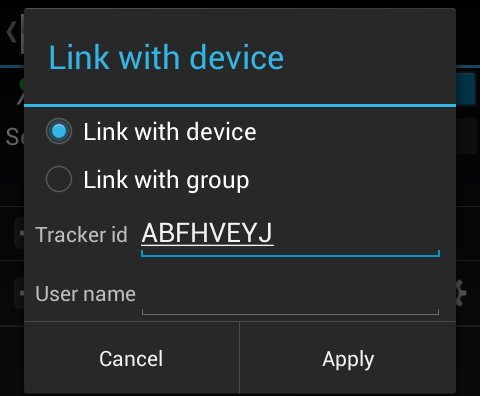 Link with device
Link with device
Link with group
Tracker id ABFHVEYJ
User name
Cancel Apply